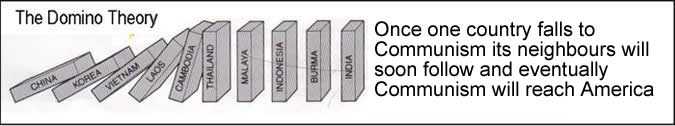 The Domino Theory
CHINA
KOREA
VIETNAM
LAOS
CAMBODIA
THAILAND
MALAYA
INDONESIA
BURMA
INDIA
Once one country falls to
Communism its neighbours will
soon follow and eventually
Communism will reach America